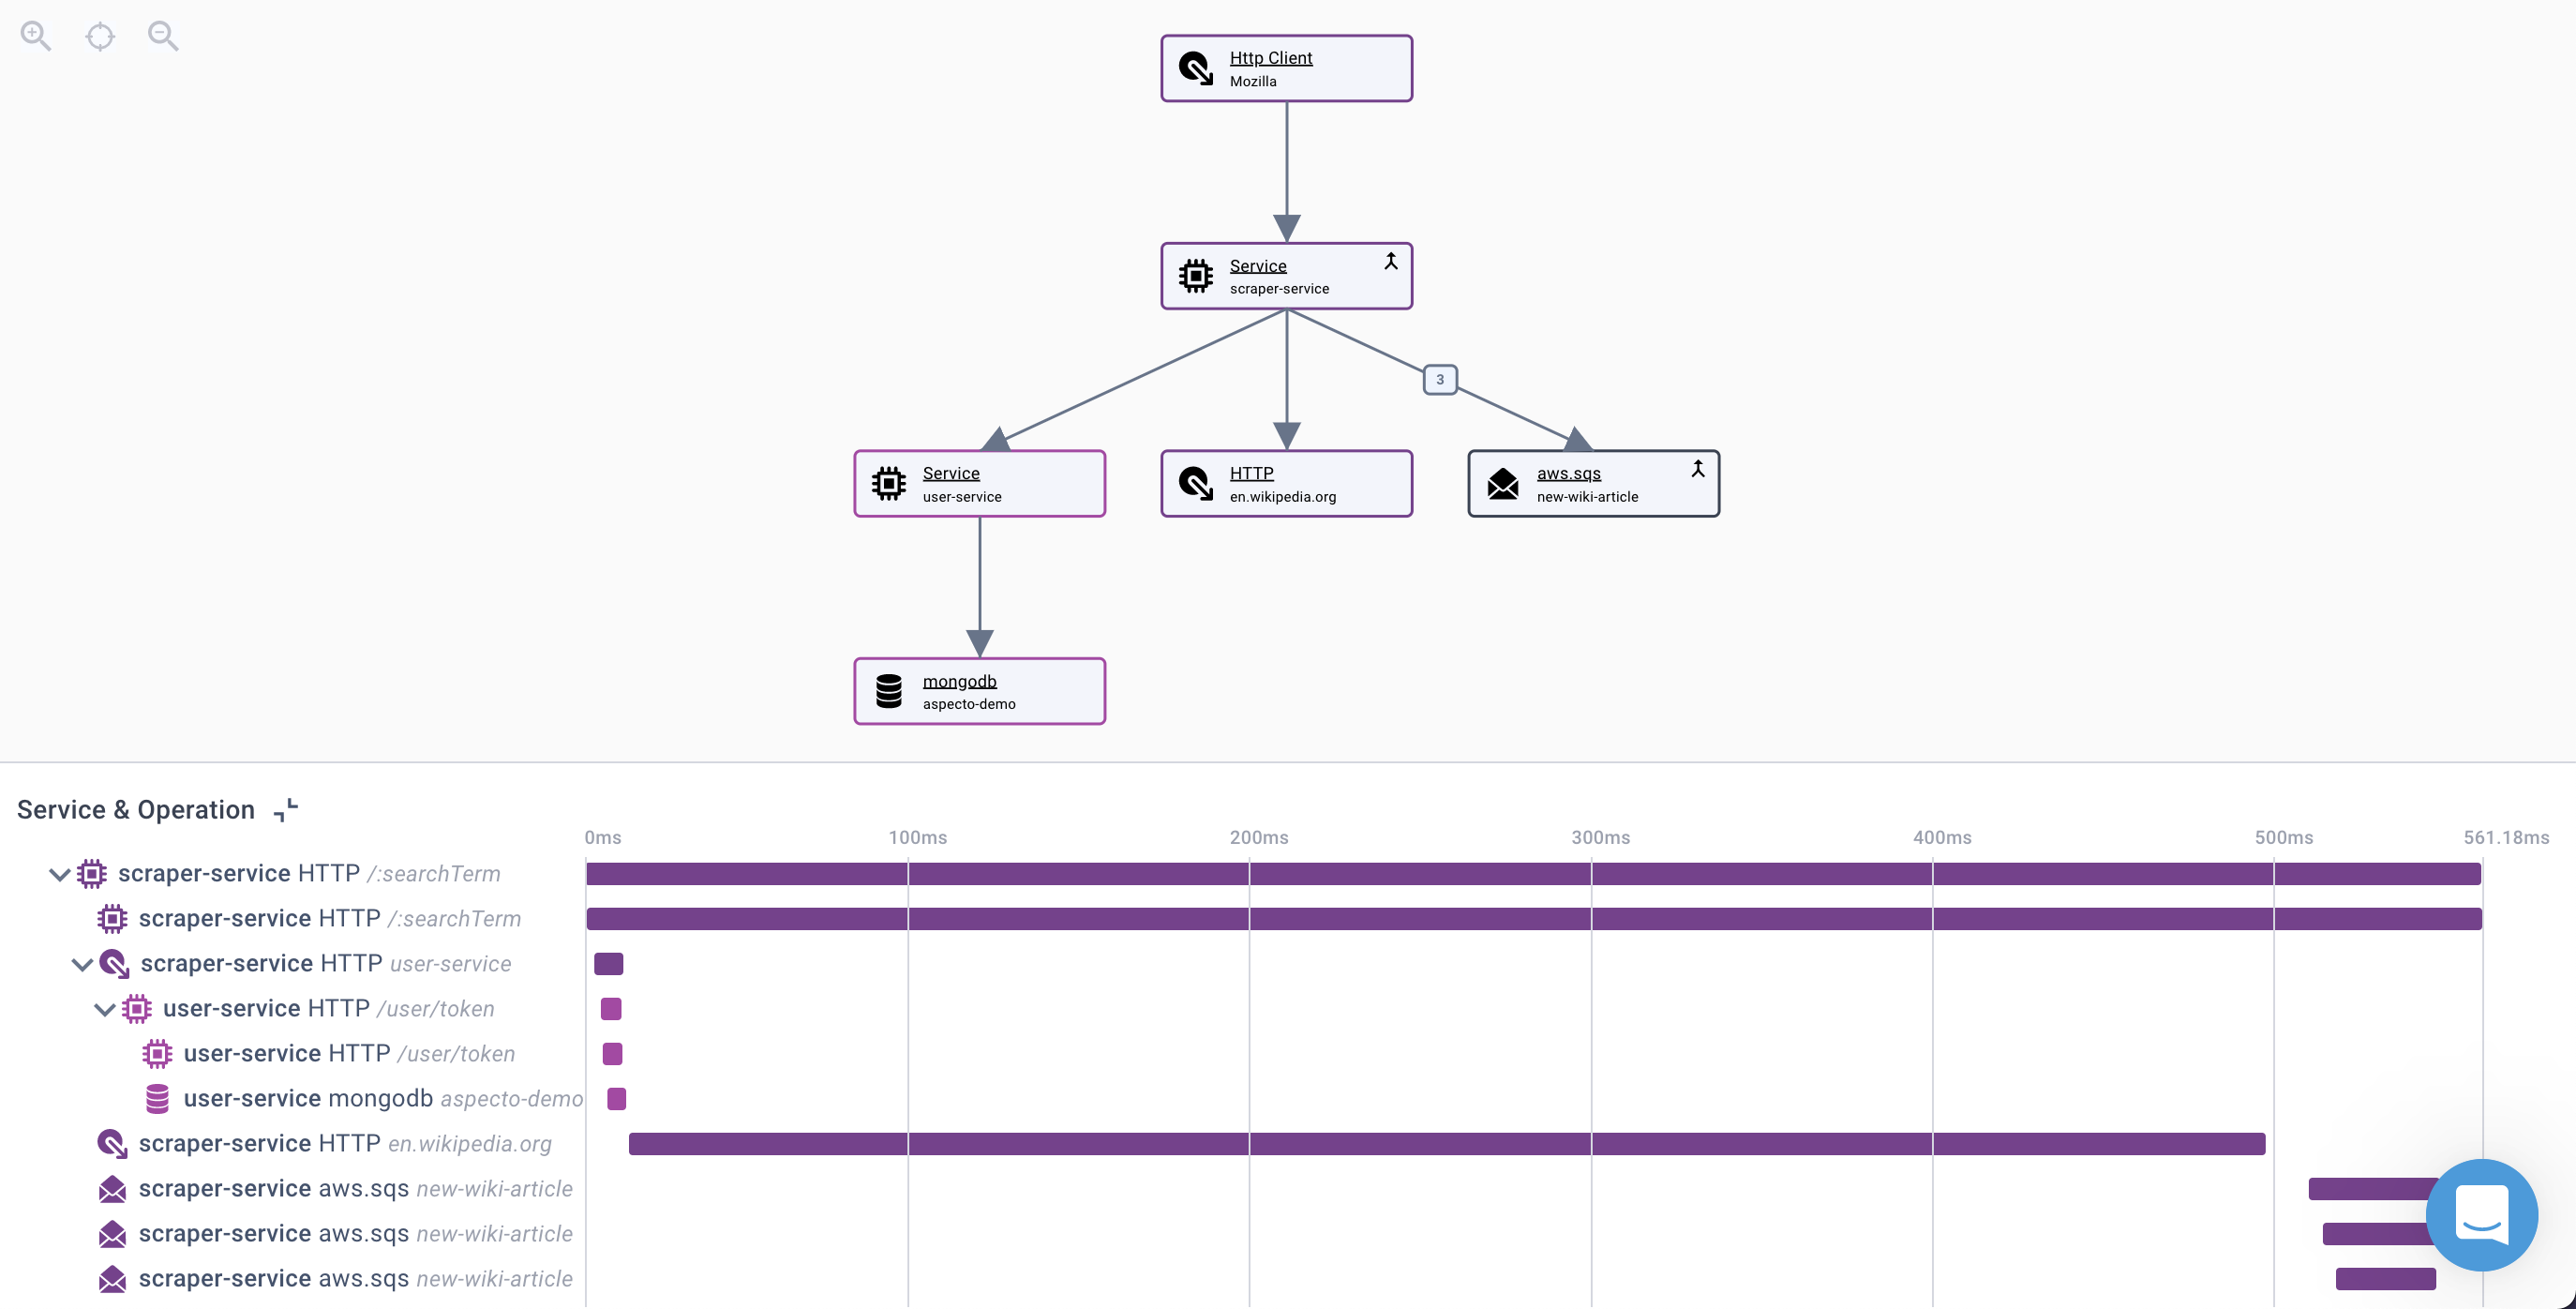 Http Client
Mozilla
Service
scraper-service
3
Service
user-service
HTTP
en.wikipedia.org
aws.sqs
new-wiki-article
mongodb
aspecto-demo
Service & Operation
0ms 100ms 200ms 300ms 400ms 500ms 561.18ms
scraper-service HTTP /:searchTerm
scraper-service HTTP /:searchTerm
scraper-service HTTP user-service
user-service HTTP /user/token
user-service HTTP /user/token
user-service mongodb aspecto-demo
scraper-service HTTP en.wikipedia.org
scraper-service aws.sqs new-wiki-article
scraper-service aws.sqs new-wiki-article
scraper-service aws.sqs new-wiki-article